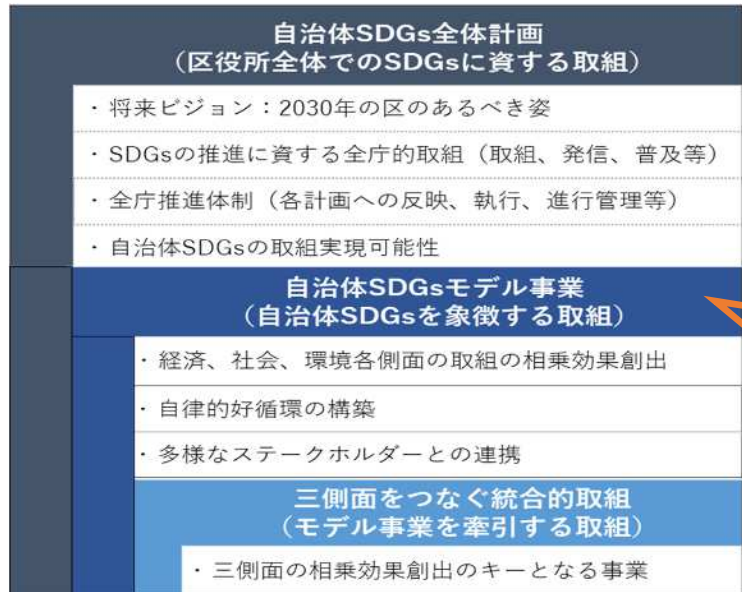 自治体SDGs全体計画
（区役所全体でのSDGsに資する取組）
・将来ビジョン：2030年の区のあるべき姿
・SDGsの推進に資する全庁的取組（取組、発信、普及等）
・全庁推進体制（各計画への反映、執行、進行管理等）
・自治体SDGsの取組実現可能性
自治体SDGsモデル事業
（自治体SDGsを象徴する取組）
・経済、社会、環境各側面の取組の相乗効果創出
・自律的好循環の構築
・多様なステークホルダーとの連携
三側面をつなぐ統合的取組
（モデル事業を牽引する取組）
・三側面の相乗効果創出のキーとなる事業